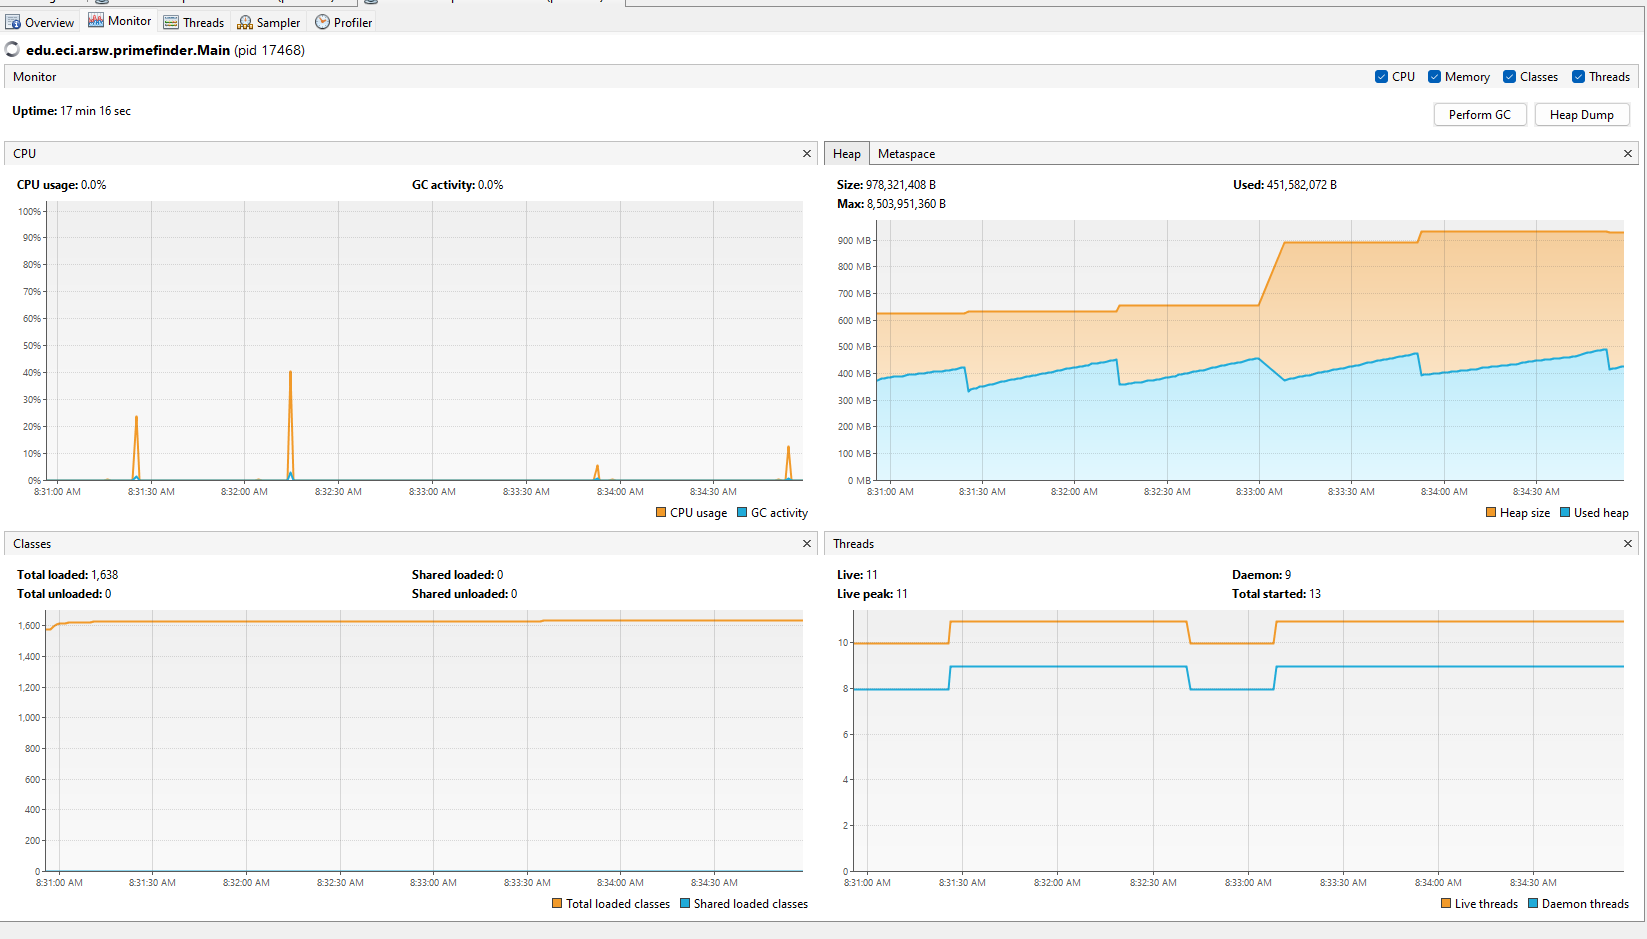 Overview Monitor Threads Sampler Profiler
edu.eci.arsw.primefinder.Main (pid 17468)
Monitor CPU Memory Classes Threads
Uptime: 17 min 16 sec
Perform GC Heap Dump
CPU
CPU usage: 0.0% GC activity: 0.0%
100%
90%
80%
70%
60%
50%
40%
30%
20%
10%
0%
8:31:00 AM 8:31:30 AM 8:32:00 AM 8:32:30 AM 8:33:00 AM 8:33:30 AM 8:34:00 AM 8:34:30 AM
CPU usage GC activity
Heap Metaspace
Size: 978,321,408 B Used: 451,582,072 B
Max: 8,503,951,360 B
900 MB
800 MB
700 MB
600 MB
500 MB
400 MB
300 MB
200 MB
100 MB
0 MB
8:31:00 AM 8:31:30 AM 8:32:00 AM 8:32:30 AM 8:33:00 AM 8:33:30 AM 8:34:00 AM 8:34:30 AM
Heap size Used heap
Classes
Total loaded: 1,638 Shared loaded: 0
Total unloaded: 0 Shared unloaded: 0
1,600
1,400
1,200
1,000
800
600
400
200
0
8:31:00 AM 8:31:30 AM 8:32:00 AM 8:32:30 AM 8:33:00 AM 8:33:30 AM 8:34:00 AM 8:34:30 AM
Total loaded classes Shared loaded classes
Threads
Live: 11 Daemon: 9
Live peak: 11 Total started: 13
10
8
6
4
2
0
8:31:00 AM 8:31:30 AM 8:32:00 AM 8:32:30 AM 8:33:00 AM 8:33:30 AM 8:34:00 AM 8:34:30 AM
Live threads Daemon threads